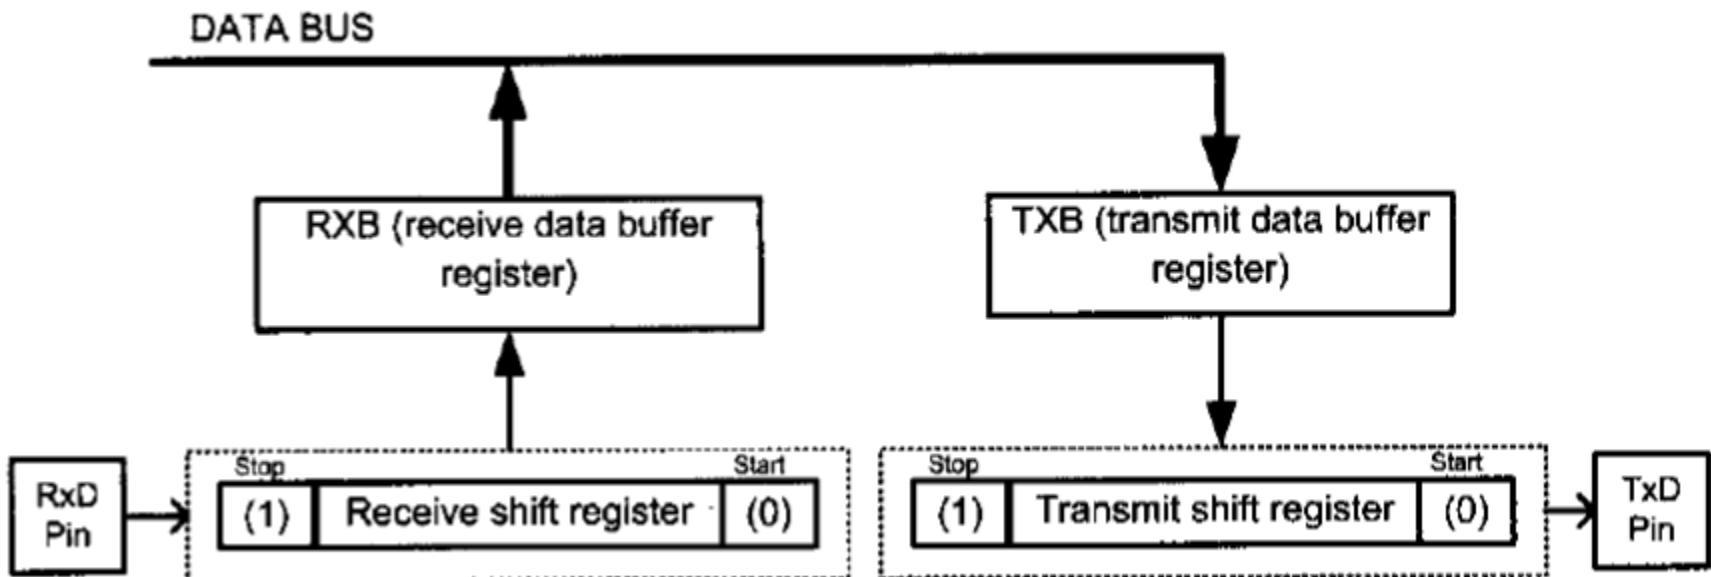 DATA BUS
RXB (receive data buffer
register)
TXB (transmit data buffer
register)
RxD
Pin
Stop
Start
(1)
Receive shift register
(0)
Stop
Start
(1)
Transmit shift register
(0)
TxD
Pin